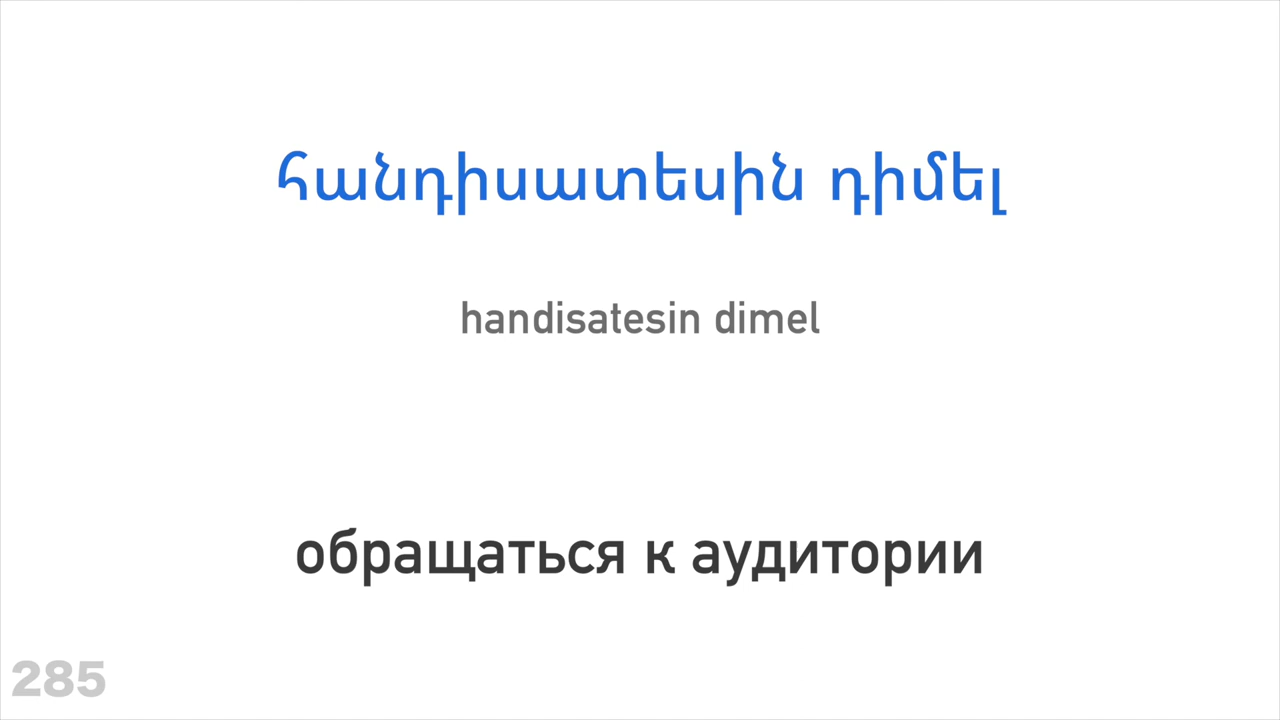 հանդիսատեսին դիմել
handisatesin dimel
обращаться к аудитории
285